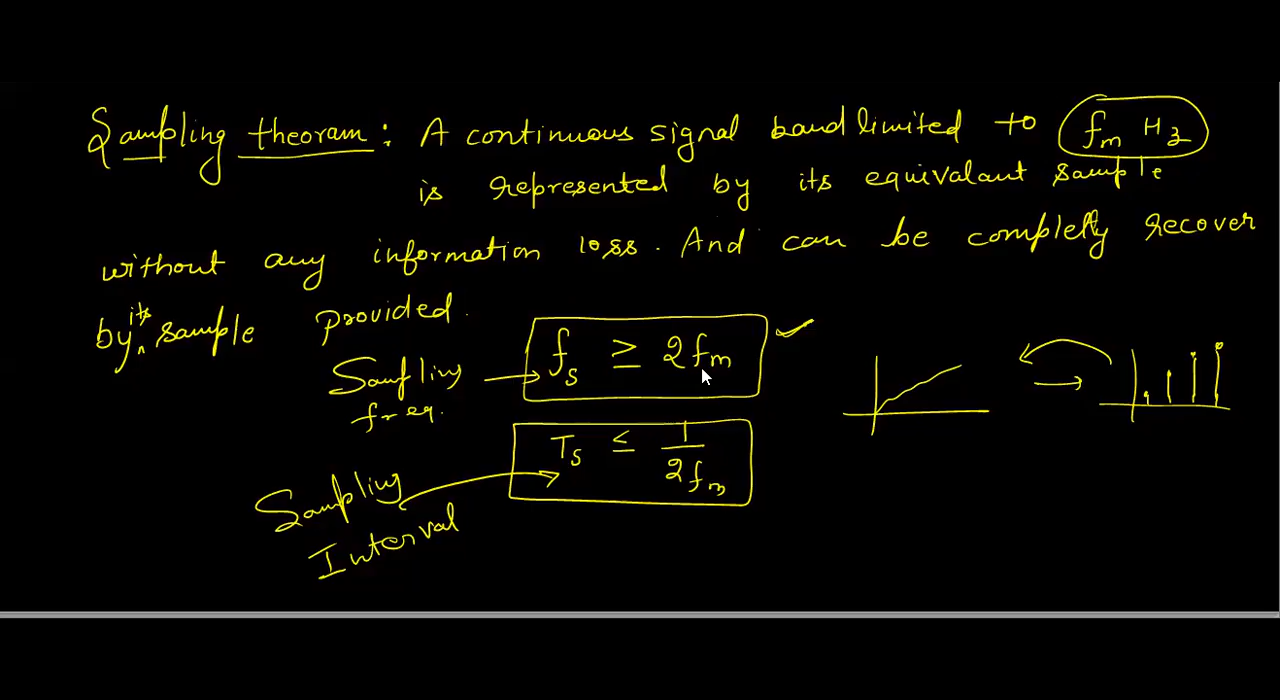 Sampling theoram : A continuous signal bandlimited to fm Hz
is represented by its equivalant sample
without any information loss. And can be completly recover
by its sample provided.
Sampling freq. → fs ≥ 2fm ✓
Sampling Interval → Ts ≤ 1/2fm